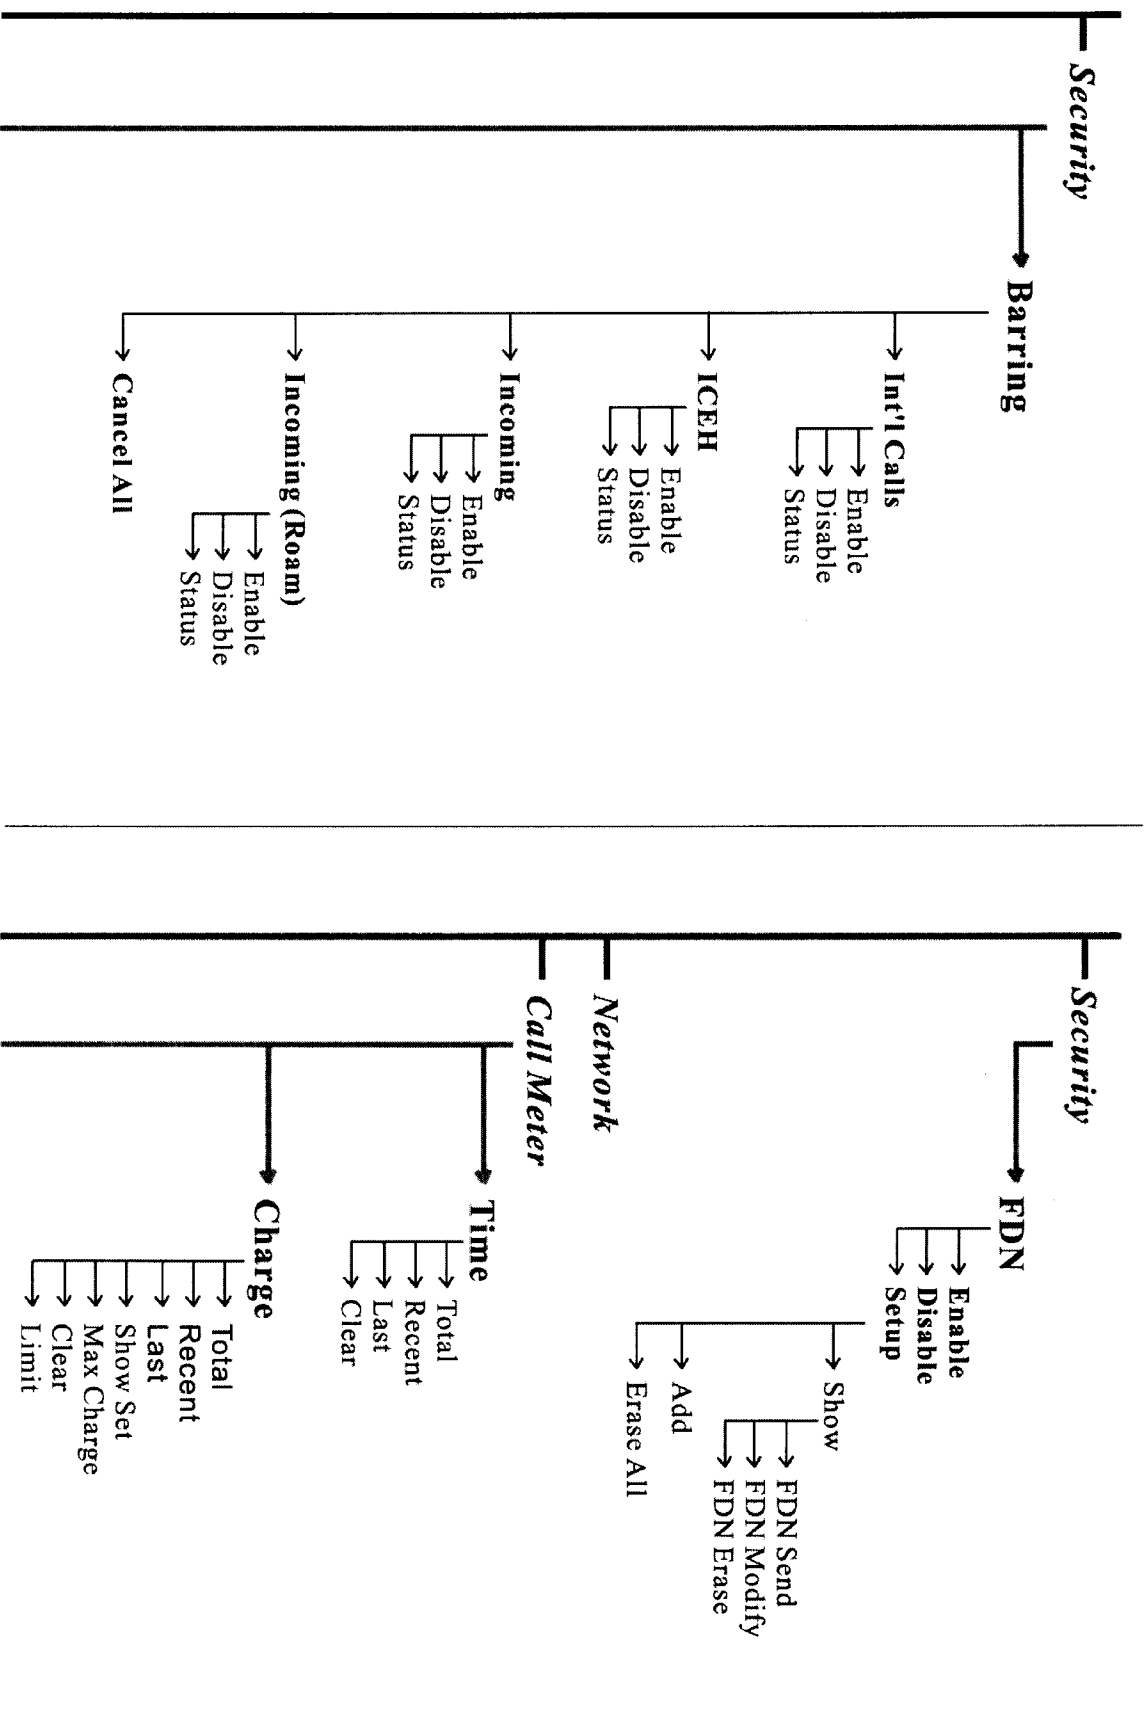 Security
Barring
Int'l Calls
Enable
Disable
Status
ICEH
Enable
Disable
Status
Incoming
Enable
Disable
Status
Incoming (Roam)
Enable
Disable
Status
Cancel All
Security
FDN
Enable
Disable
Setup
Show
FDN Send
FDN Modify
FDN Erase
Add
Erase All
Network
Call Meter
Time
Total
Recent
Last
Clear
Charge
Total
Recent
Last
Show Set
Max Charge
Clear
Limit